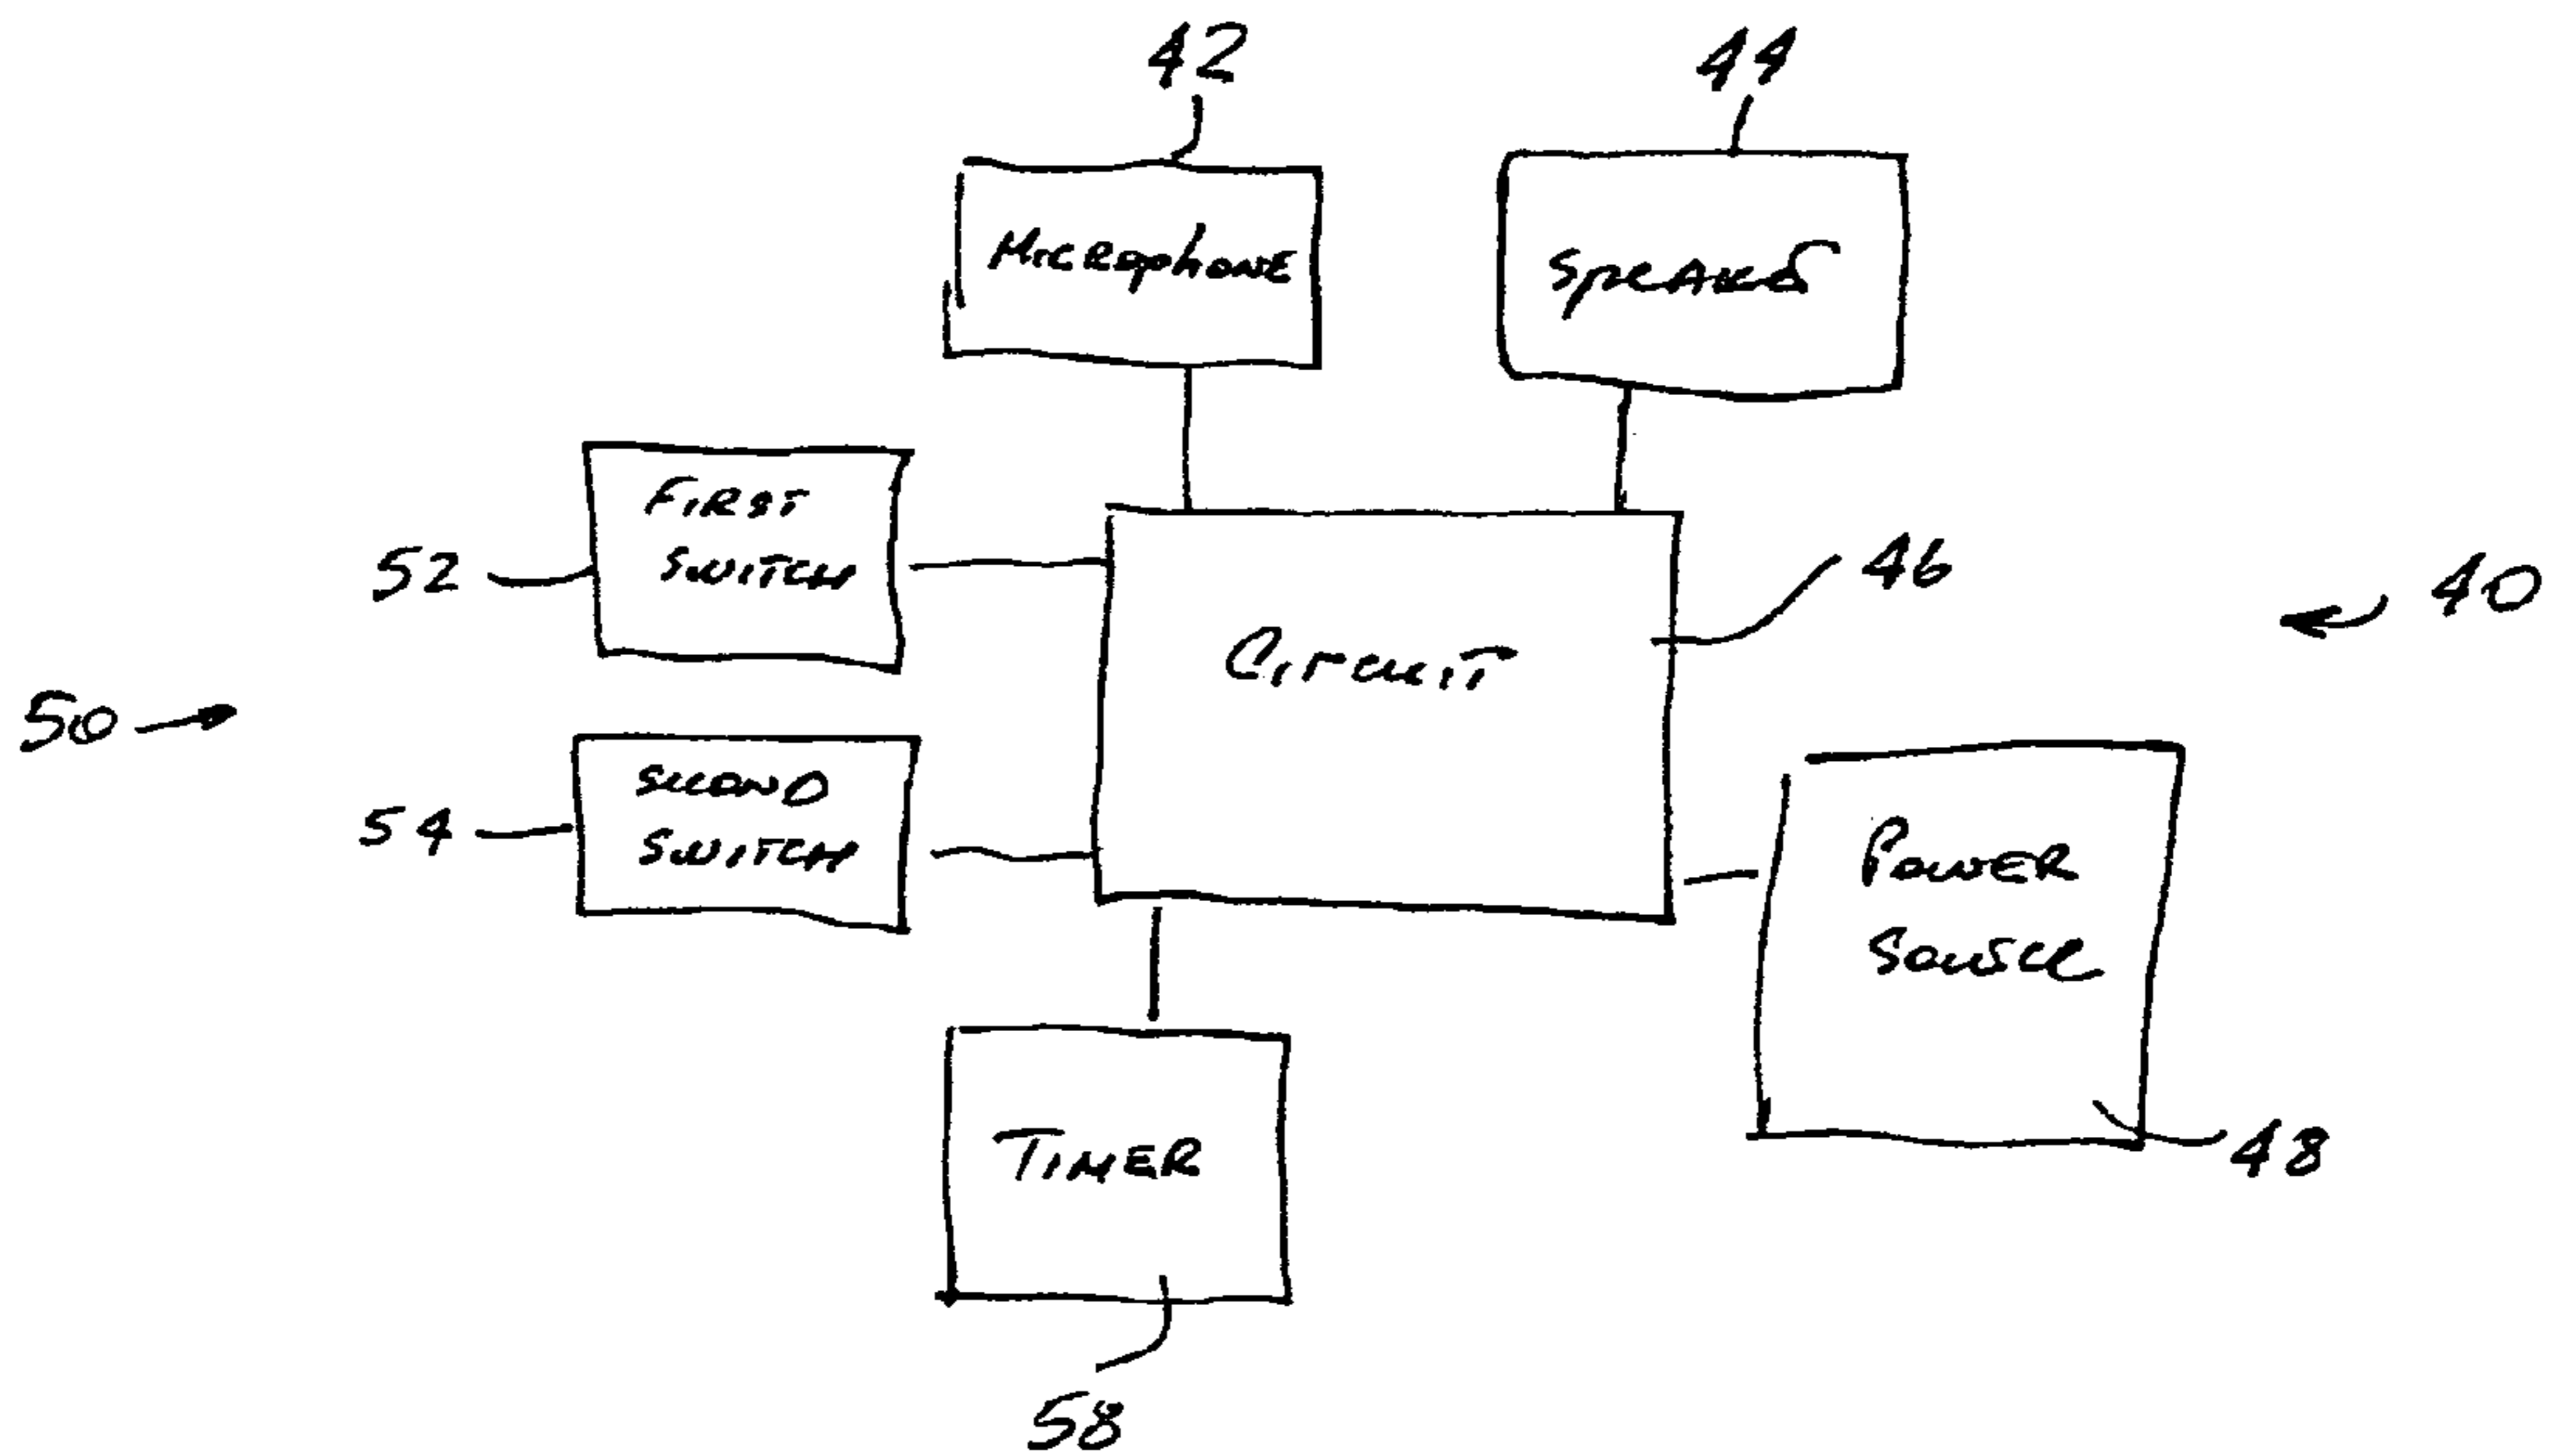 42
44
Microphone
Speaker
First
Switch
52
46
40
Circuit
50
Second
Switch
54
Power
Source
Timer
48
58